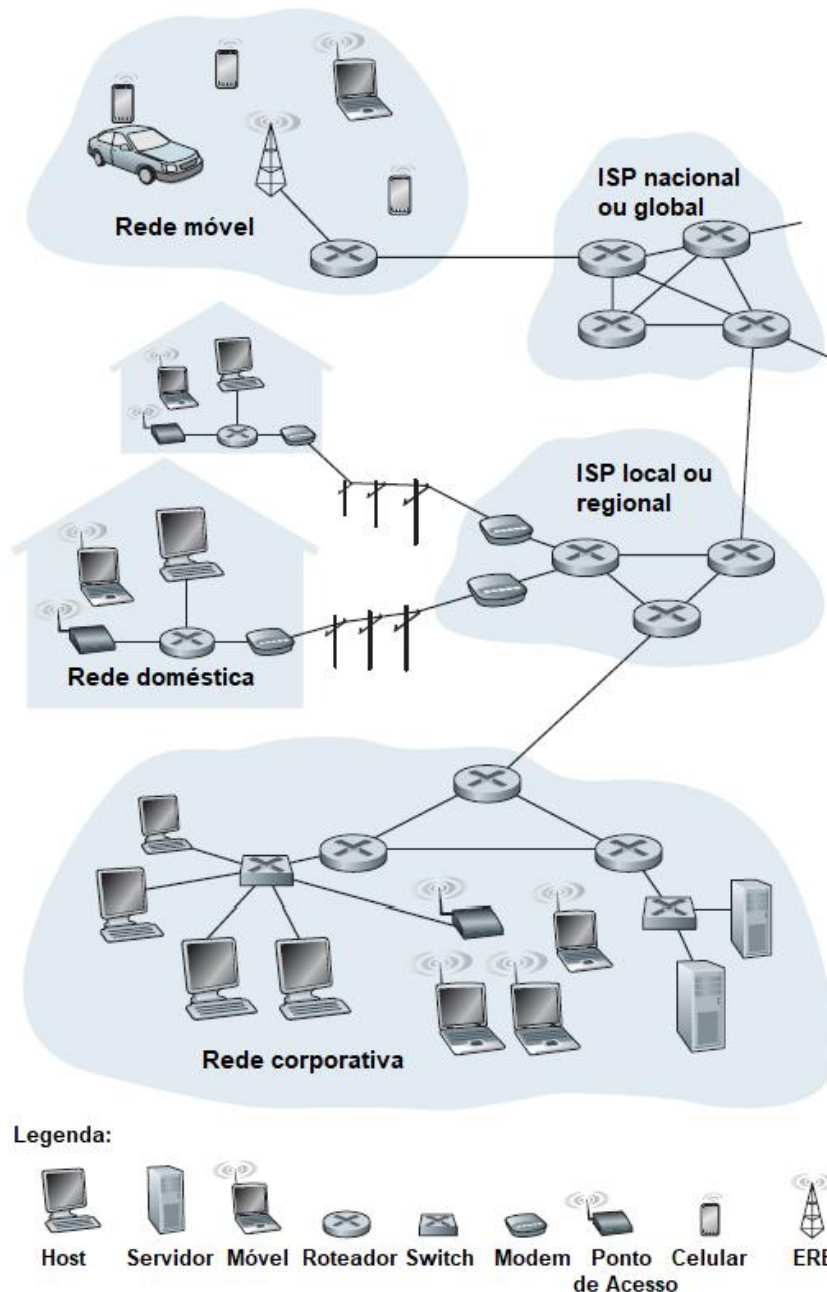 Rede móvel
ISP nacional
ou global
ISP local ou
regional
Rede doméstica
Rede corporativa
Legenda:
Host Servidor Móvel Roteador Switch Modem Ponto Celular ERB
de Acesso